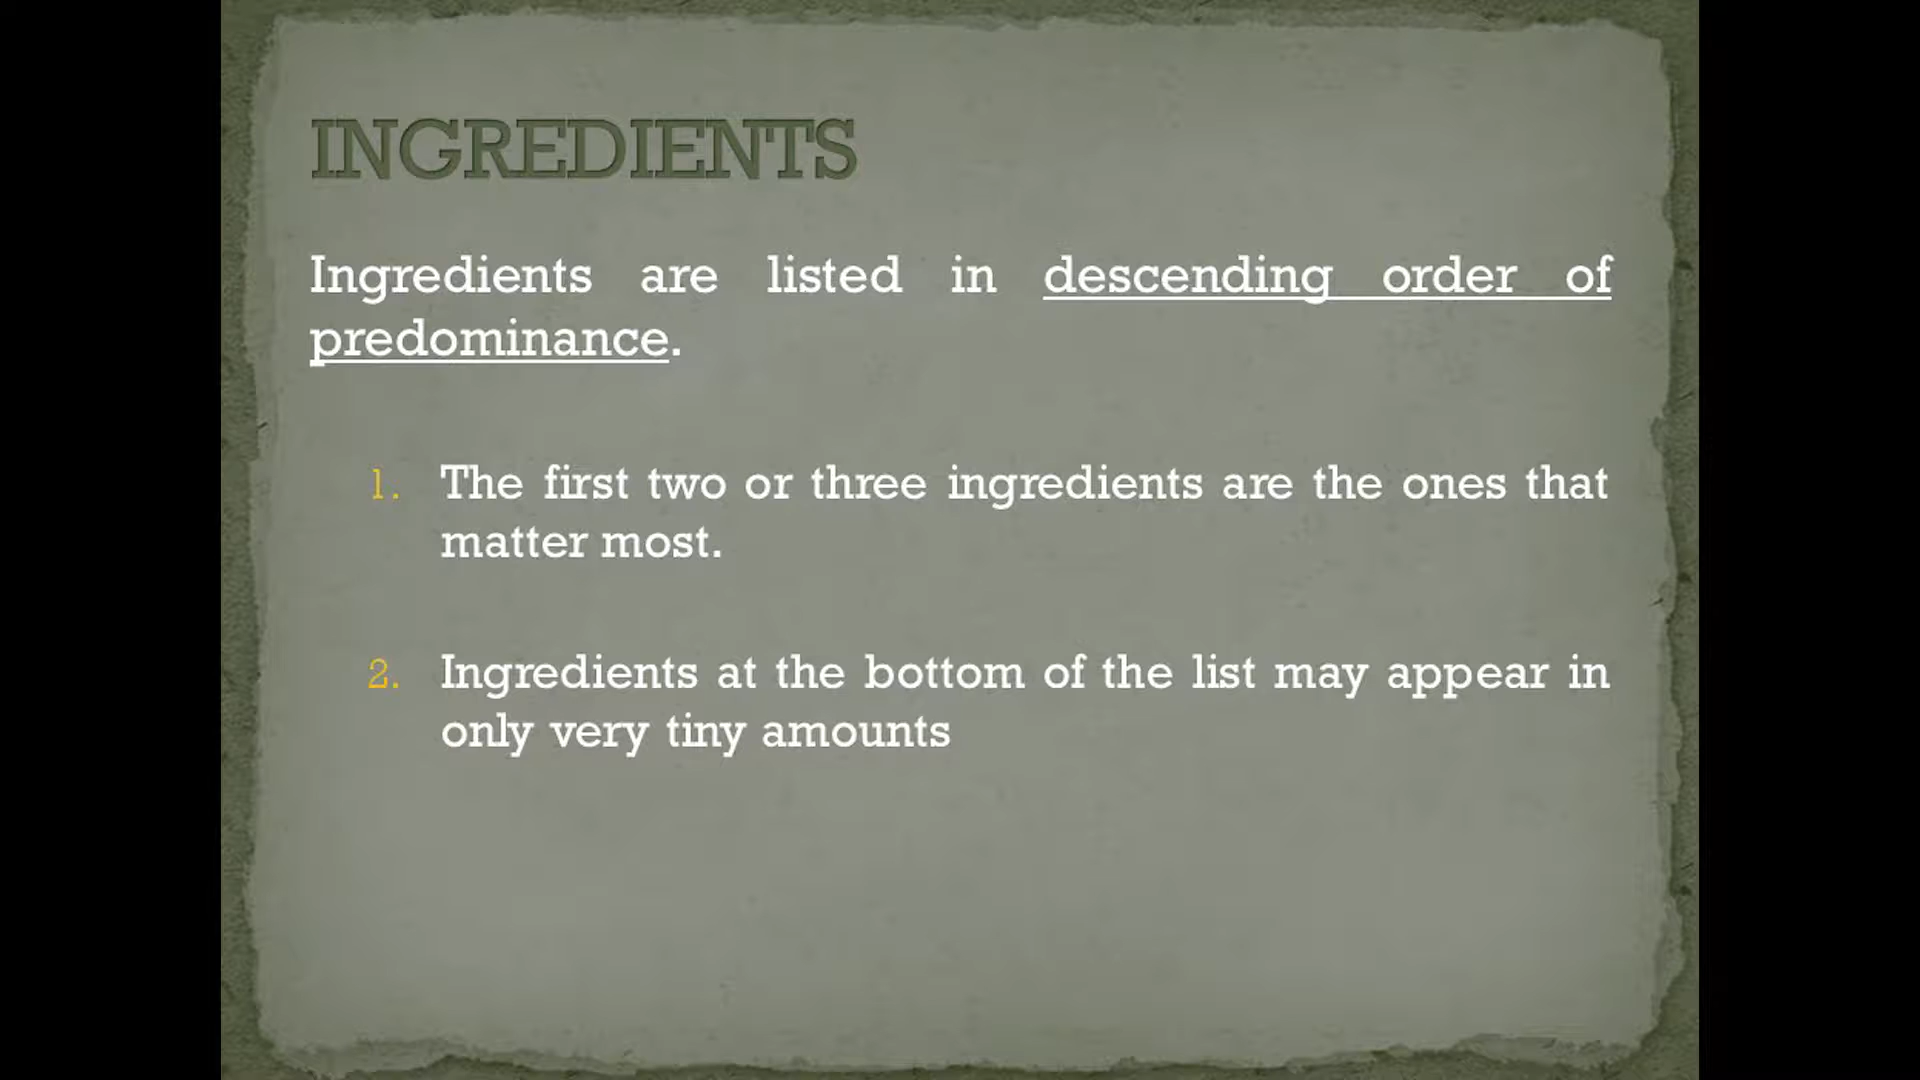 INGREDIENTS
Ingredients are listed in descending order of
predominance.
1. The first two or three ingredients are the ones that
matter most.
2. Ingredients at the bottom of the list may appear in
only very tiny amounts